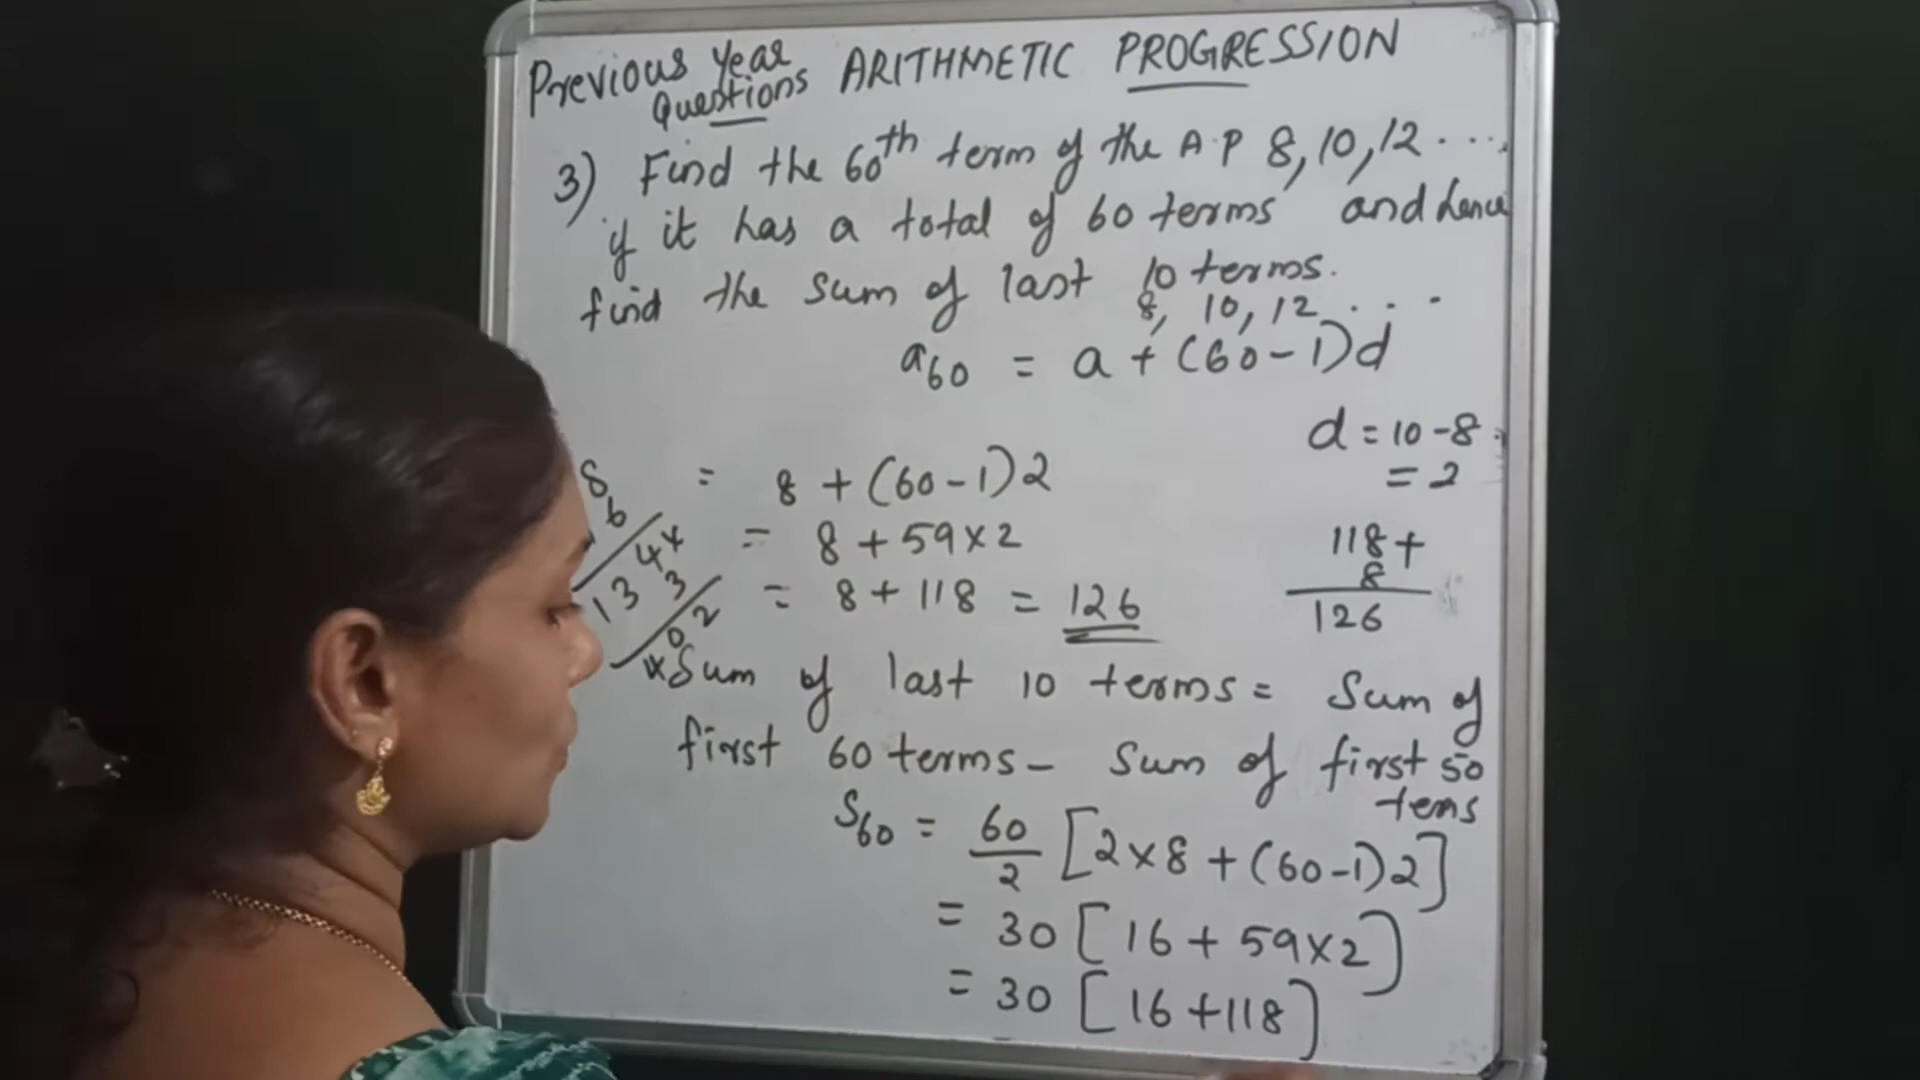 Previous Year Questions ARITHMETIC PROGRESSION
3) Find the 60th term of the A.P 8, 10, 12 ....
if it has a total of 60 terms and hence
find the sum of last 10 terms.
8, 10, 12 ...
a60 = a + (60-1)d
d = 10 - 8
= 2
= 8 + (60-1)2
= 8 + 59 x 2
= 8 + 118 = 126
118 +
8
126
Sum of last 10 terms = Sum of
first 60 terms - Sum of first 50
tems
S60 = 60/2 [2 x 8 + (60-1)2]
= 30 [16 + 59 x 2]
= 30 [16 + 118]